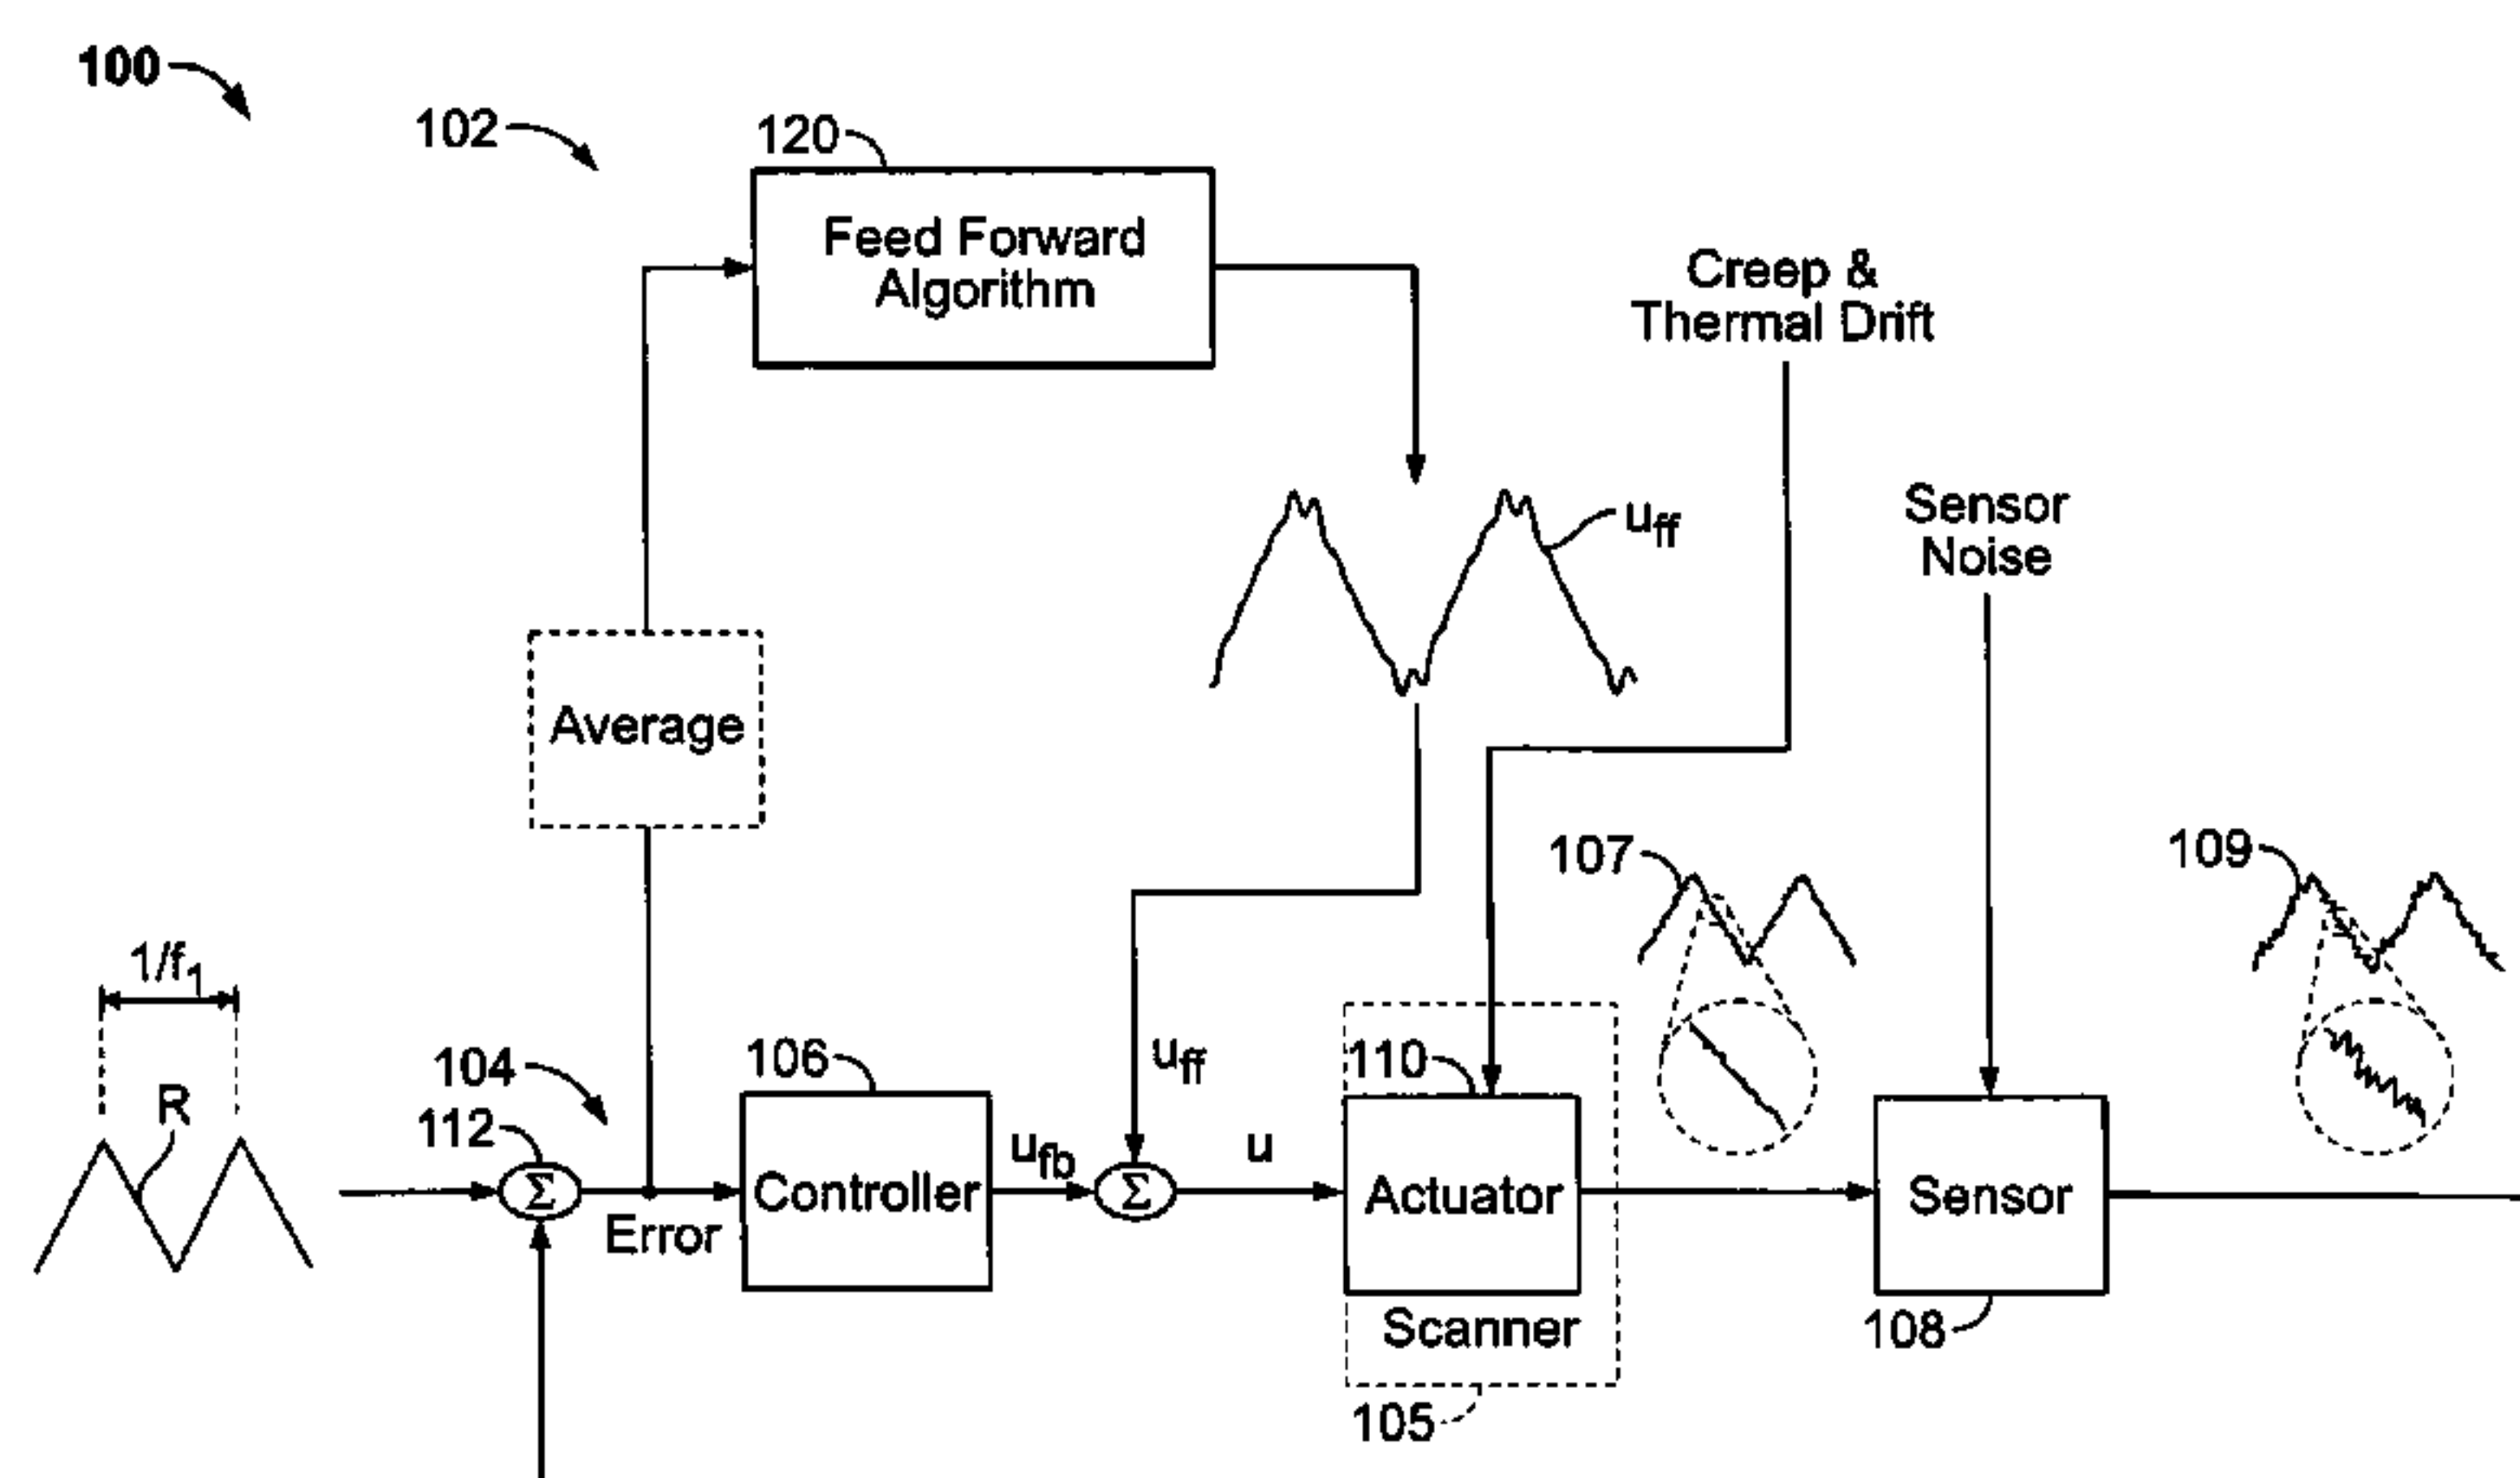 100
102
120
Feed Forward
Algorithm
Creep &
Thermal Drift
Sensor
Noise
uff
Average
107
109
1/f1
R
104
112
106
uff
110
ufb
u
Σ
Error
Controller
Σ
Actuator
Sensor
Scanner
108
105